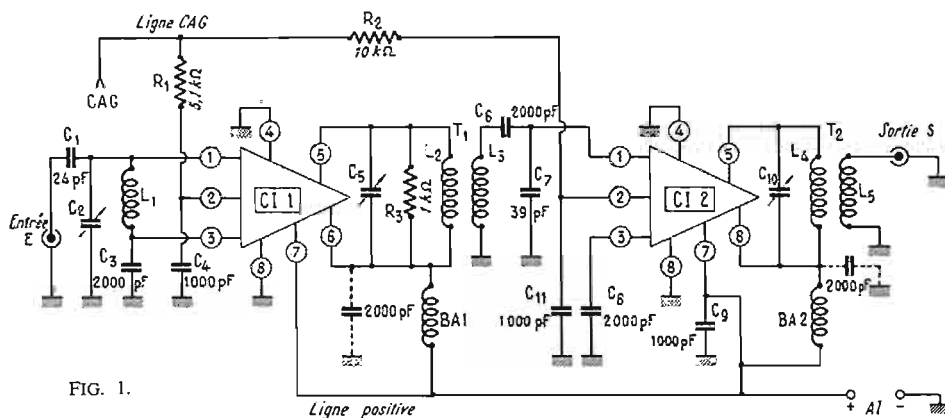 Ligne CAG
R2
10 kΩ
R1
5,1 kΩ
CAG
C1
24 pF
C2
L1
Entrée
E
C3
2000 pF
C4
1000 pF
1
2
3
4
5
6
7
8
CI 1
C5
R3
1 kΩ
L2
T1
L3
2000 pF
BA1
C6
2000 pF
C7
39 pF
C11
1000 pF
C8
2000 pF
1
2
3
4
5
8
7
8
CI 2
C9
1000 pF
C10
L4
T2
L5
Sortie S
2000 pF
BA2
FIG. 1.
Ligne positive
+ Al -